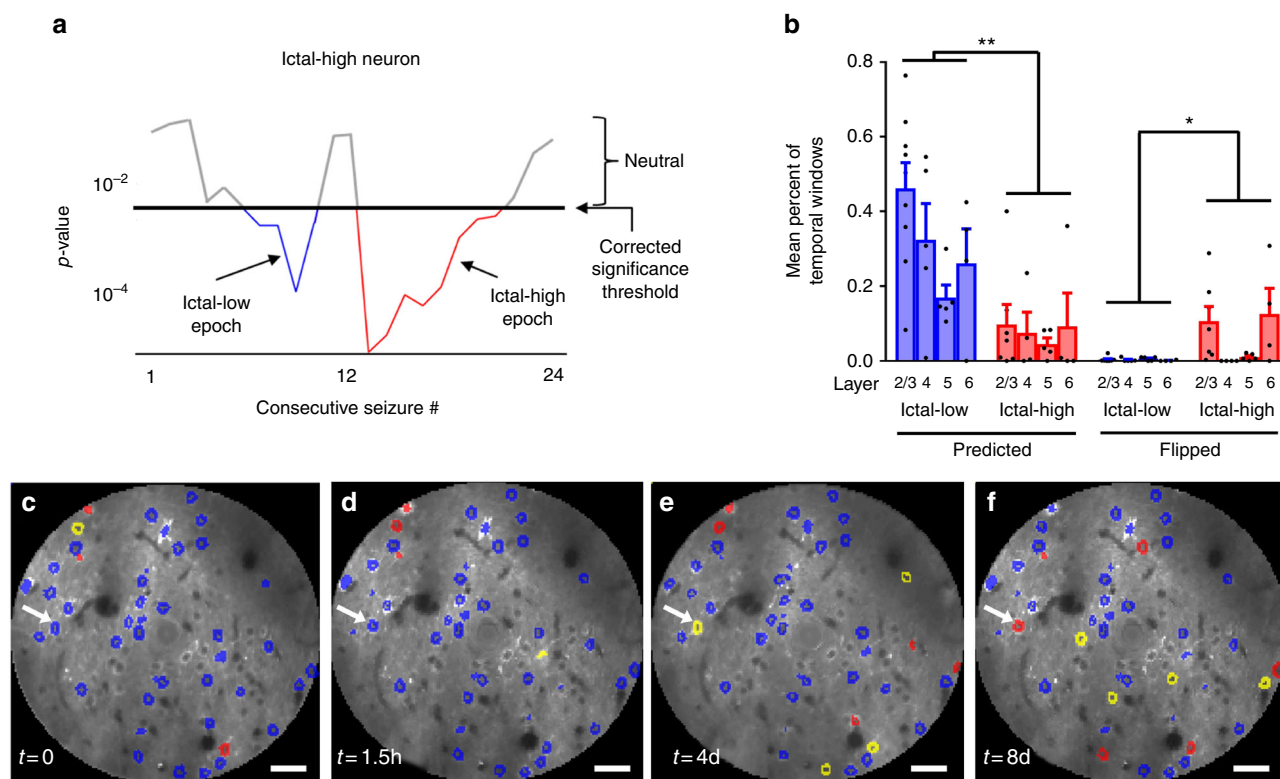 a
Ictal-high neuron
p-value
10⁻²
10⁻⁴
Neutral
Corrected
significance
threshold
Ictal-low
epoch
Ictal-high
epoch
1 12 24
Consecutive seizure #
b
Mean percent of
temporal windows
0.8
0.6
0.4
0.2
0.0
**
*
Layer 2/3 4 5 6 2/3 4 5 6 2/3 4 5 6 2/3 4 5 6
Ictal-low Ictal-high Ictal-low Ictal-high
Predicted Flipped
c
t = 0
d
t = 1.5h
e
t = 4d
f
t = 8d